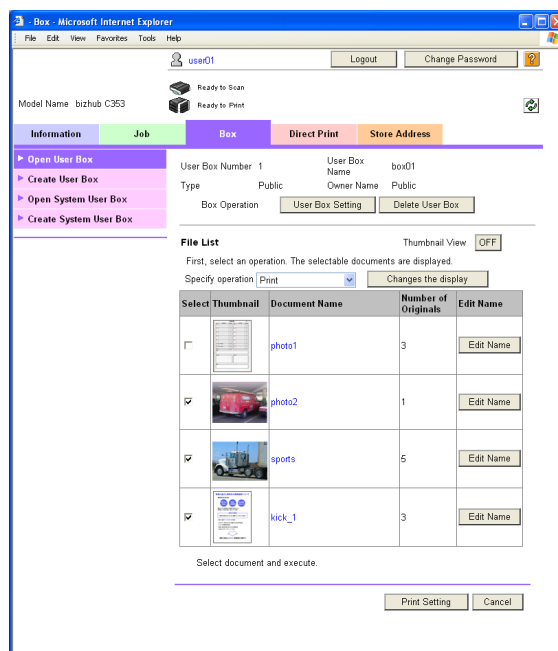 - Box - Microsoft Internet Explorer
File Edit View Favorites Tools Help
user01 Logout Change Password ?
Ready to Scan
Model Name bizhub C353 Ready to Print
Information Job Box Direct Print Store Address
Open User Box
Create User Box
Open System User Box
Create System User Box
User Box Number 1 User Box Name box01
Type Public Owner Name Public
Box Operation User Box Setting Delete User Box
File List Thumbnail View OFF
First, select an operation. The selectable documents are displayed.
Specify operation Print Changes the display
Select Thumbnail Document Name Number of Originals Edit Name
photo1 3 Edit Name
photo2 1 Edit Name
sports 5 Edit Name
kick_1 3 Edit Name
Select document and execute.
Print Setting Cancel